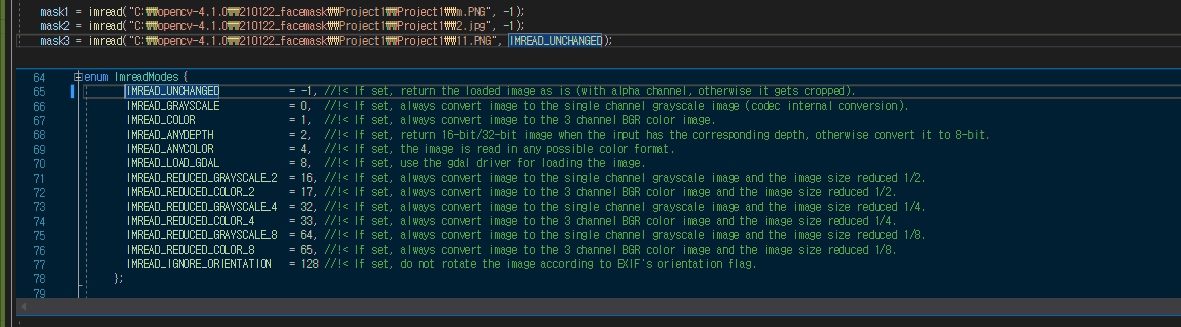 mask1 = imread("C:₩₩opencv-4.1.0₩₩210122_facemask₩₩Project1₩₩Project1₩₩m.PNG", -1);
mask2 = imread("C:₩₩opencv-4.1.0₩₩210122_facemask₩₩Project1₩₩Project1₩₩2.jpg", -1);
mask3 = imread("C:₩₩opencv-4.1.0₩₩210122_facemask₩₩Project1₩₩Project1₩₩11.PNG", IMREAD_UNCHANGED);
64 enum ImreadModes {
65 IMREAD_UNCHANGED = -1, //!< If set, return the loaded image as is (with alpha channel, otherwise it gets cropped).
66 IMREAD_GRAYSCALE = 0, //!< If set, always convert image to the single channel grayscale image (codec internal conversion).
67 IMREAD_COLOR = 1, //!< If set, always convert image to the 3 channel BGR color image.
68 IMREAD_ANYDEPTH = 2, //!< If set, return 16-bit/32-bit image when the input has the corresponding depth, otherwise convert it to 8-bit.
69 IMREAD_ANYCOLOR = 4, //!< If set, the image is read in any possible color format.
70 IMREAD_LOAD_GDAL = 8, //!< If set, use the gdal driver for loading the image.
71 IMREAD_REDUCED_GRAYSCALE_2 = 16, //!< If set, always convert image to the single channel grayscale image and the image size reduced 1/2.
72 IMREAD_REDUCED_COLOR_2 = 17, //!< If set, always convert image to the 3 channel BGR color image and the image size reduced 1/2.
73 IMREAD_REDUCED_GRAYSCALE_4 = 32, //!< If set, always convert image to the single channel grayscale image and the image size reduced 1/4.
74 IMREAD_REDUCED_COLOR_4 = 33, //!< If set, always convert image to the 3 channel BGR color image and the image size reduced 1/4.
75 IMREAD_REDUCED_GRAYSCALE_8 = 64, //!< If set, always convert image to the single channel grayscale image and the image size reduced 1/8.
76 IMREAD_REDUCED_COLOR_8 = 65, //!< If set, always convert image to the 3 channel BGR color image and the image size reduced 1/8.
77 IMREAD_IGNORE_ORIENTATION = 128 //!< If set, do not rotate the image according to EXIF's orientation flag.
78 };
79